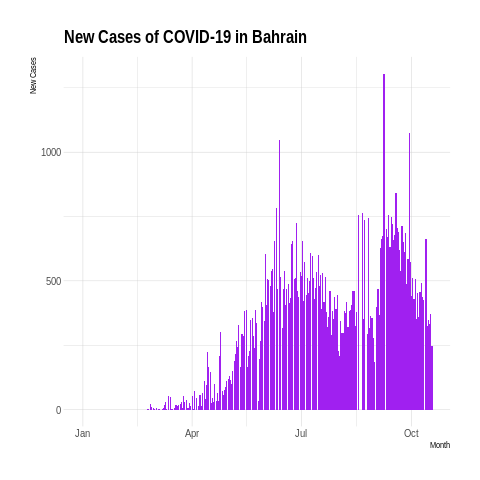 New Cases of COVID-19 in Bahrain
New Cases
1000
500
0
Jan Apr Jul Oct
Month